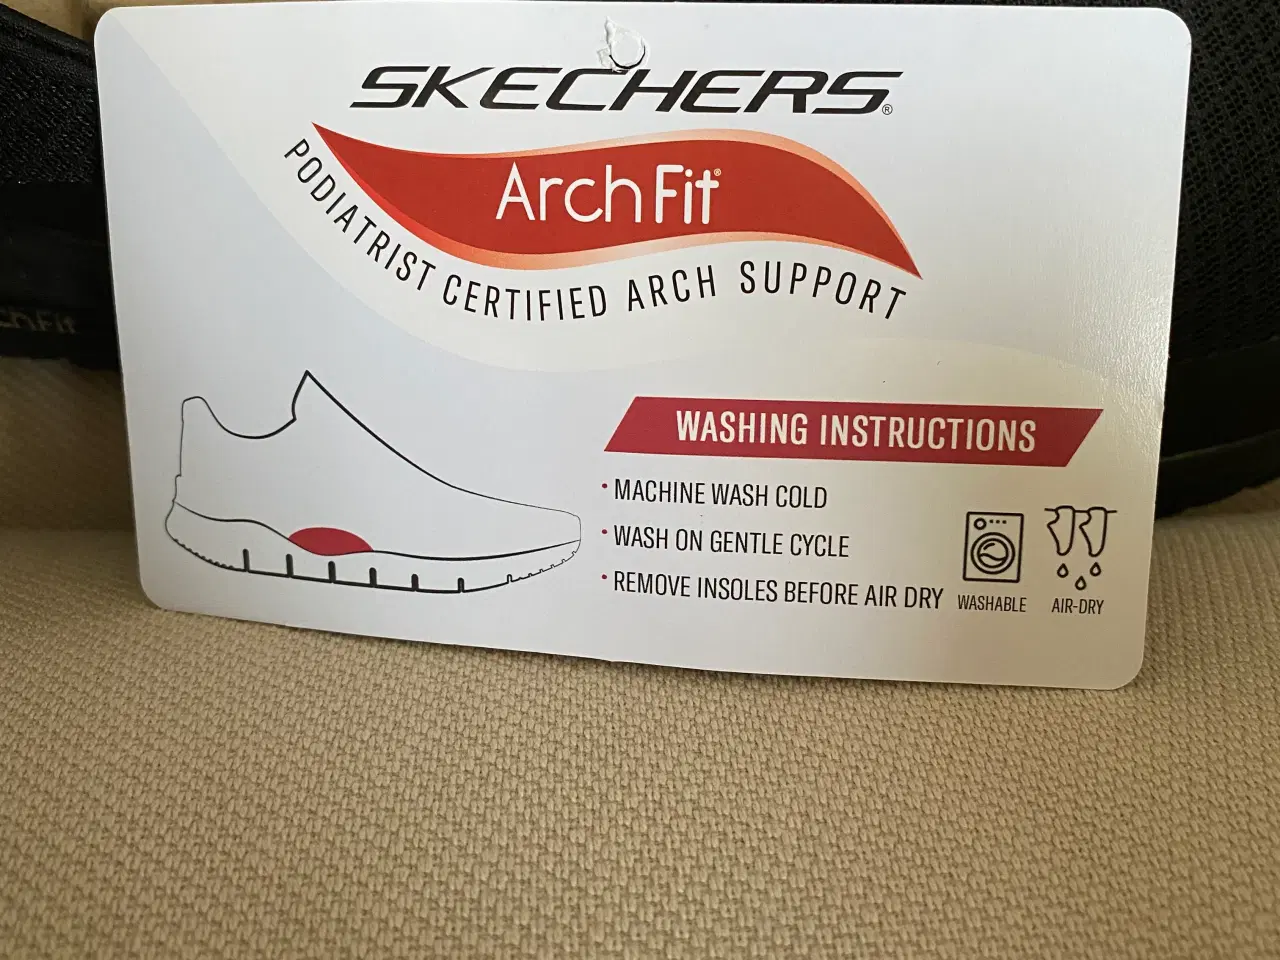 SKECHERS®
ArchFit®
PODIATRIST CERTIFIED ARCH SUPPORT
WASHING INSTRUCTIONS
• MACHINE WASH COLD
• WASH ON GENTLE CYCLE
• REMOVE INSOLES BEFORE AIR DRY
WASHABLE
AIR-DRY
chFit